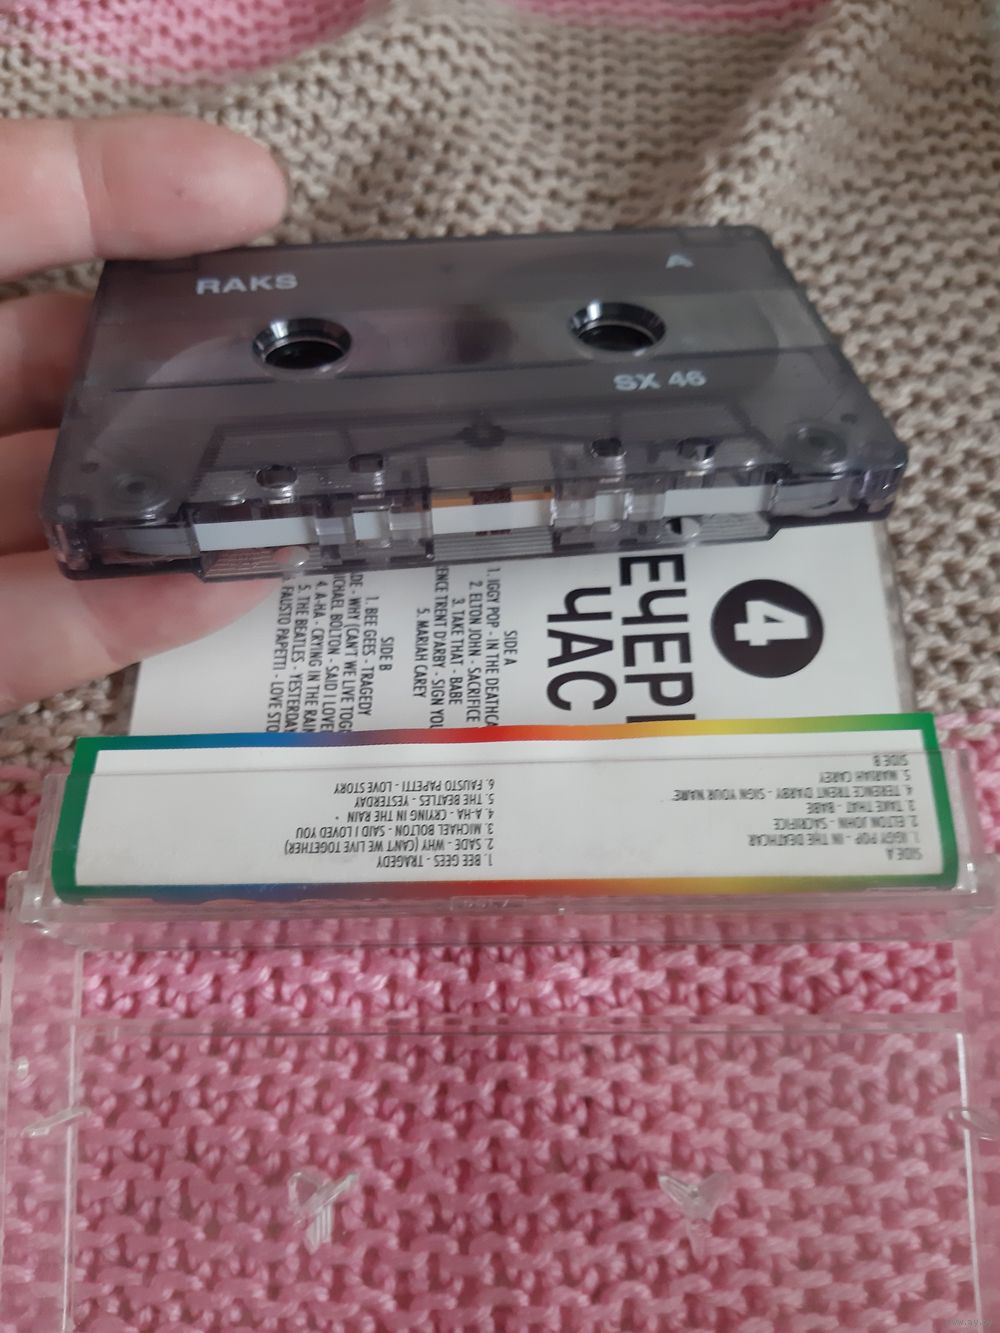 RAKS
A
SX 46
4
ЕЧЕР
ЧАС
SIDE A
1. IGGY POP - IN THE DEATHCA
2. ELTON JOHN - SACRIFICE
3. TAKE THAT - BABE
ENCE TRENT D'ARBY - SIGN YOU
5. MARIAH CAREY
SIDE B
1. BEE GEES - TRAGEDY
DE - WHY (CAN'T WE LIVE TOG
ICHAEL BOLTON - SAID I LOVE
4. A-HA - CRYING IN THE RAIN
5. THE BEATLES - YESTERDAY
FAUSTO PAPETTI - LOVE STO
SIDE A
1. IGGY POP - IN THE DEATHCAR
2. ELTON JOHN - SACRIFICE
3. TAKE THAT - BABE
4. TERENCE TRENT D'ARBY - SIGN YOUR NAME
5. MARIAH CAREY
SIDE B
1. BEE GEES - TRAGEDY
2. SADE - WHY (CAN'T WE LIVE TOGETHER)
3. MICHAEL BOLTON - SAID I LOVED YOU
4. A-HA - CRYING IN THE RAIN
5. THE BEATLES - YESTERDAY
6. FAUSTO PAPETTI - LOVE STORY